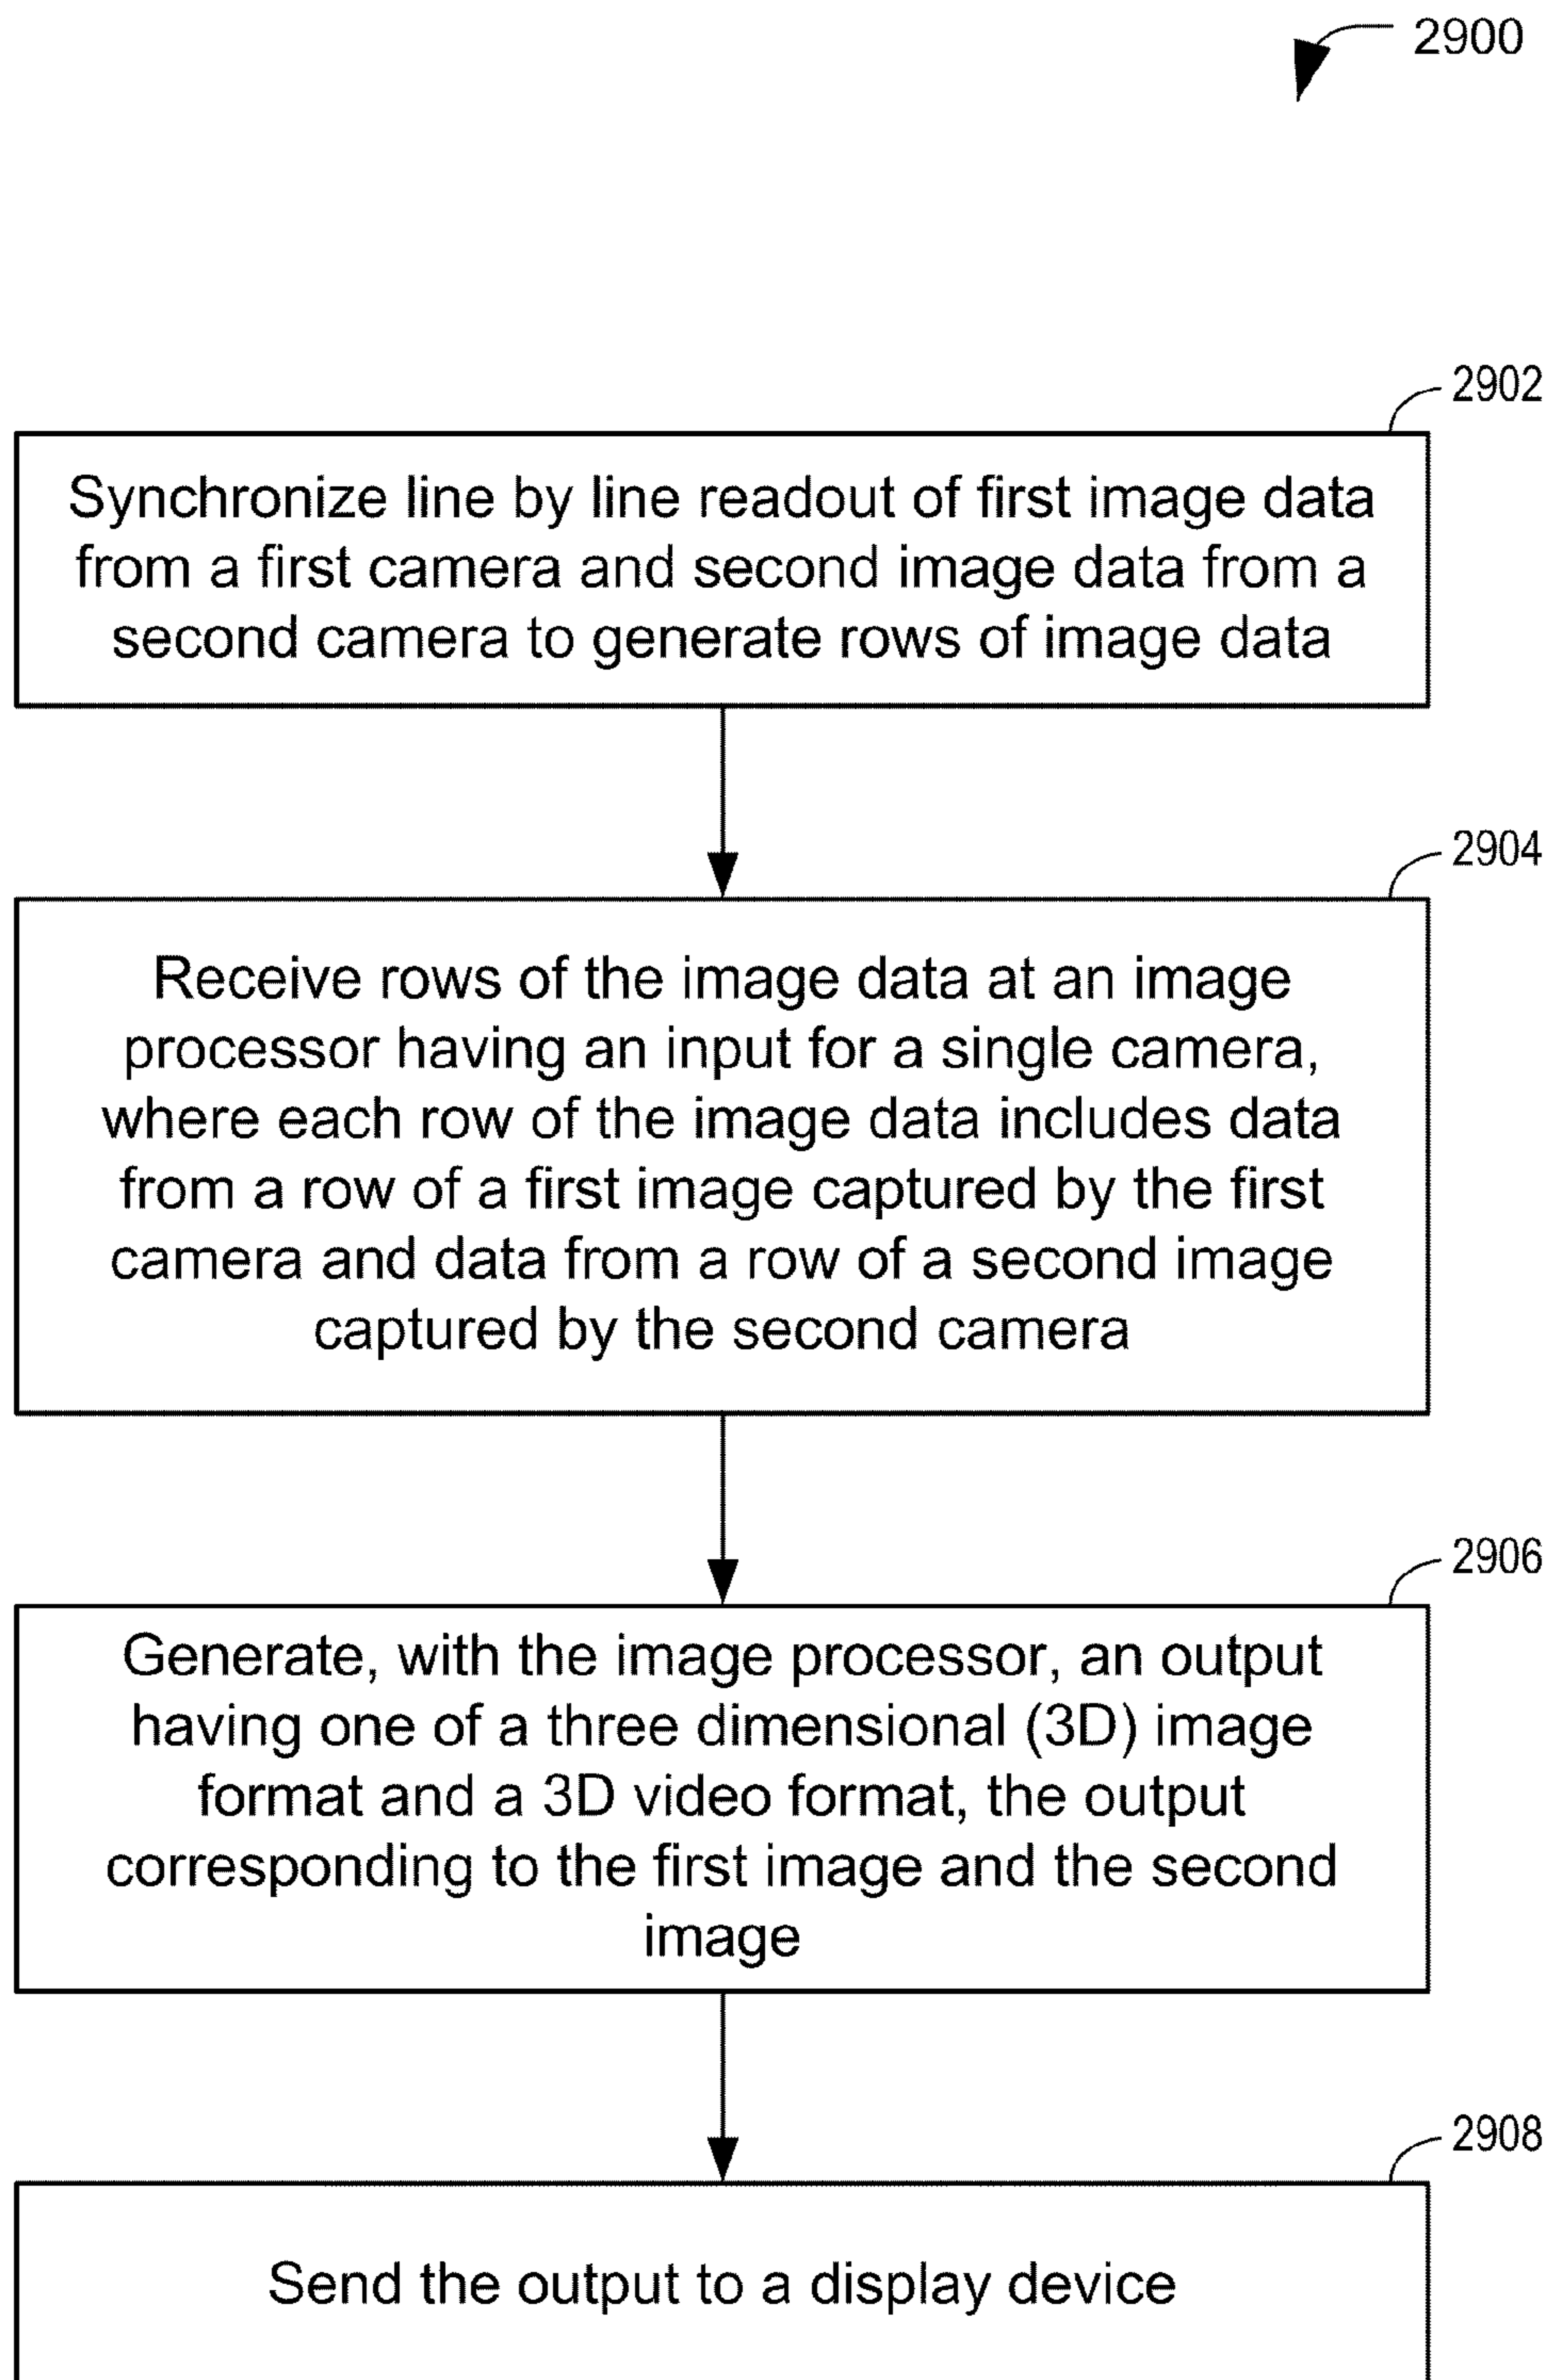 2900
2902
Synchronize line by line readout of first image data
from a first camera and second image data from a
second camera to generate rows of image data
2904
Receive rows of the image data at an image
processor having an input for a single camera,
where each row of the image data includes data
from a row of a first image captured by the first
camera and data from a row of a second image
captured by the second camera
2906
Generate, with the image processor, an output
having one of a three dimensional (3D) image
format and a 3D video format, the output
corresponding to the first image and the second
image
2908
Send the output to a display device